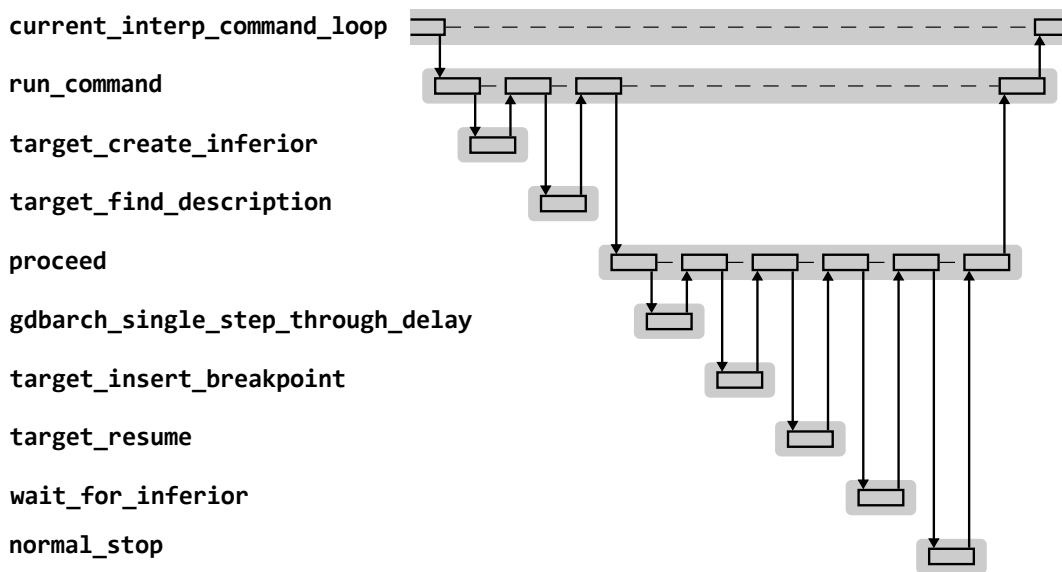 current_interp_command_loop
run_command
target_create_inferior
target_find_description
proceed
gdbarch_single_step_through_delay
target_insert_breakpoint
target_resume
wait_for_inferior
normal_stop